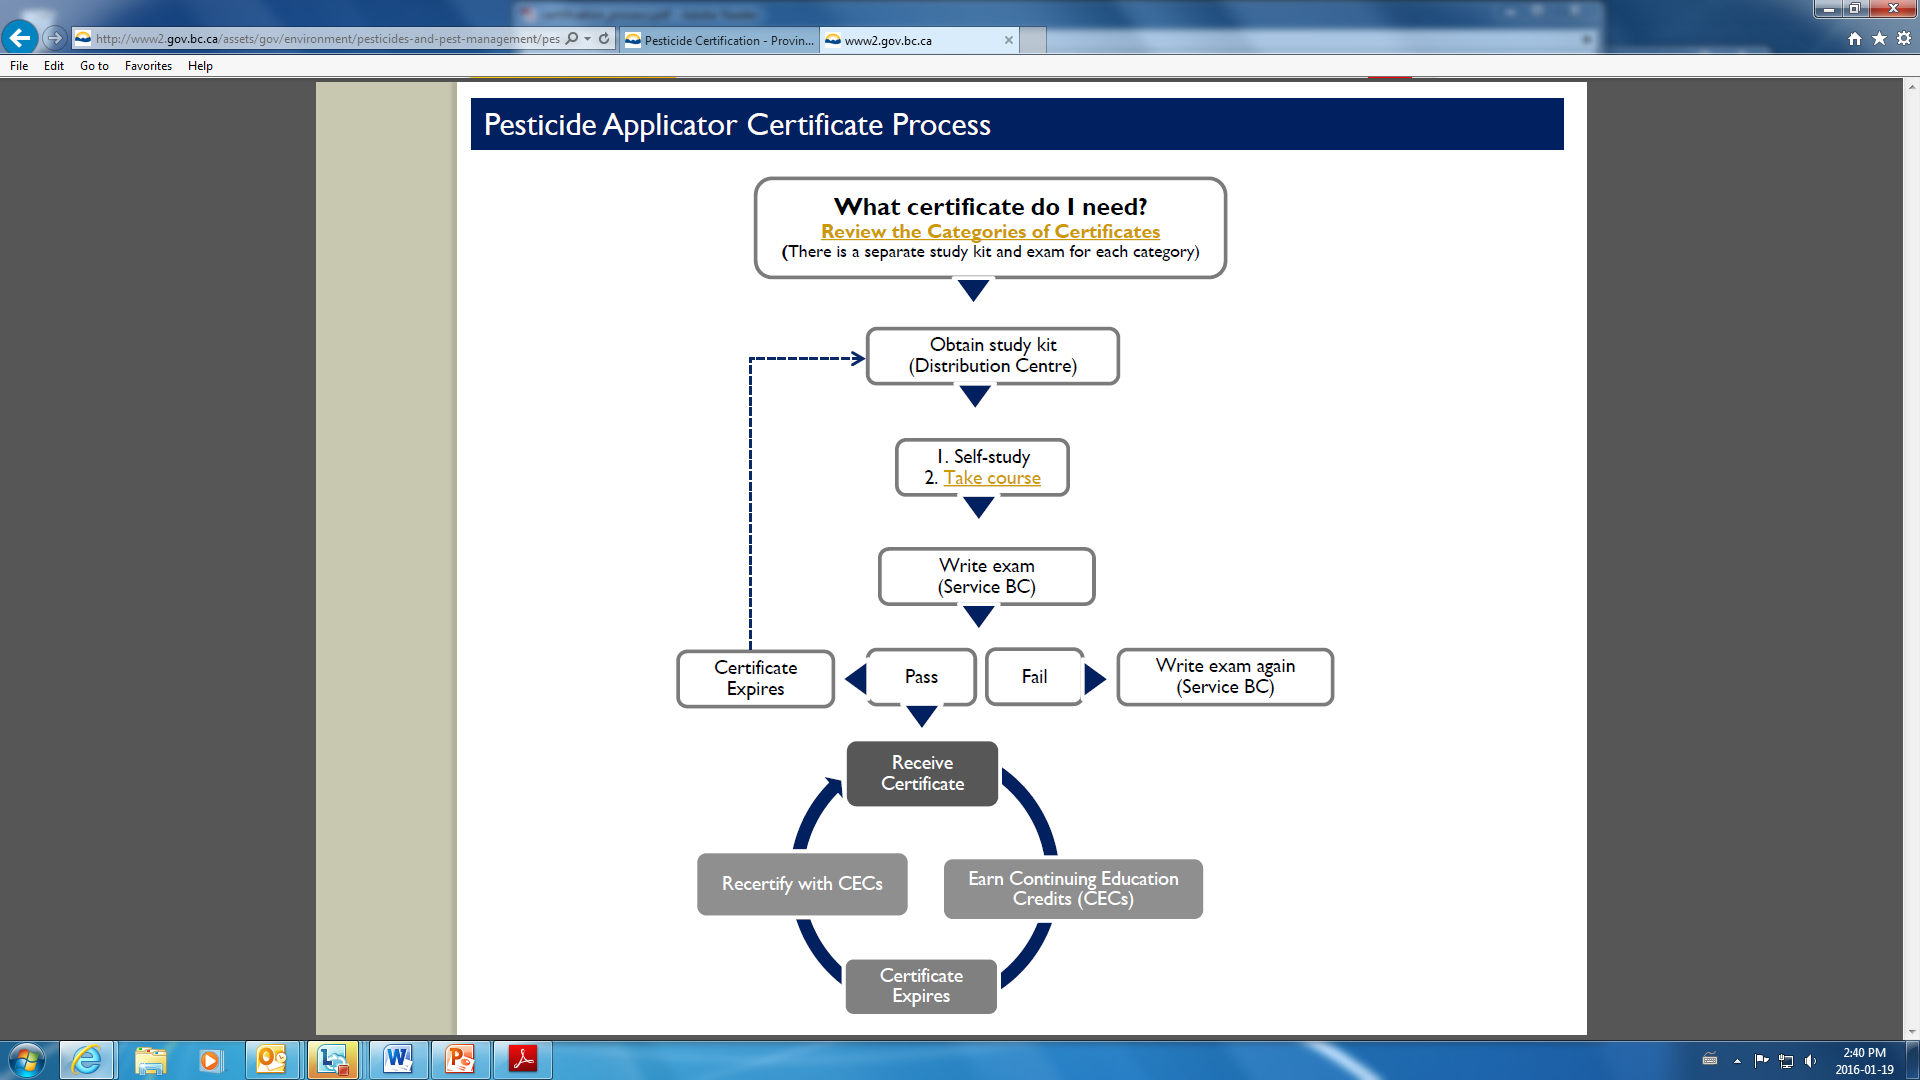 http://www2.gov.bc.ca/assets/gov/environment/pesticides-and-pest-management/pes
Pesticide Certification - Provin...
www2.gov.bc.ca
File Edit Go to Favorites Help
Pesticide Applicator Certificate Process
What certificate do I need?
Review the Categories of Certificates
(There is a separate study kit and exam for each category)
Obtain study kit
(Distribution Centre)
1. Self-study
2. Take course
Write exam
(Service BC)
Certificate
Expires
Pass
Fail
Write exam again
(Service BC)
Receive
Certificate
Recertify with CECs
Earn Continuing Education
Credits (CECs)
Certificate
Expires
2:40 PM
2016-01-19